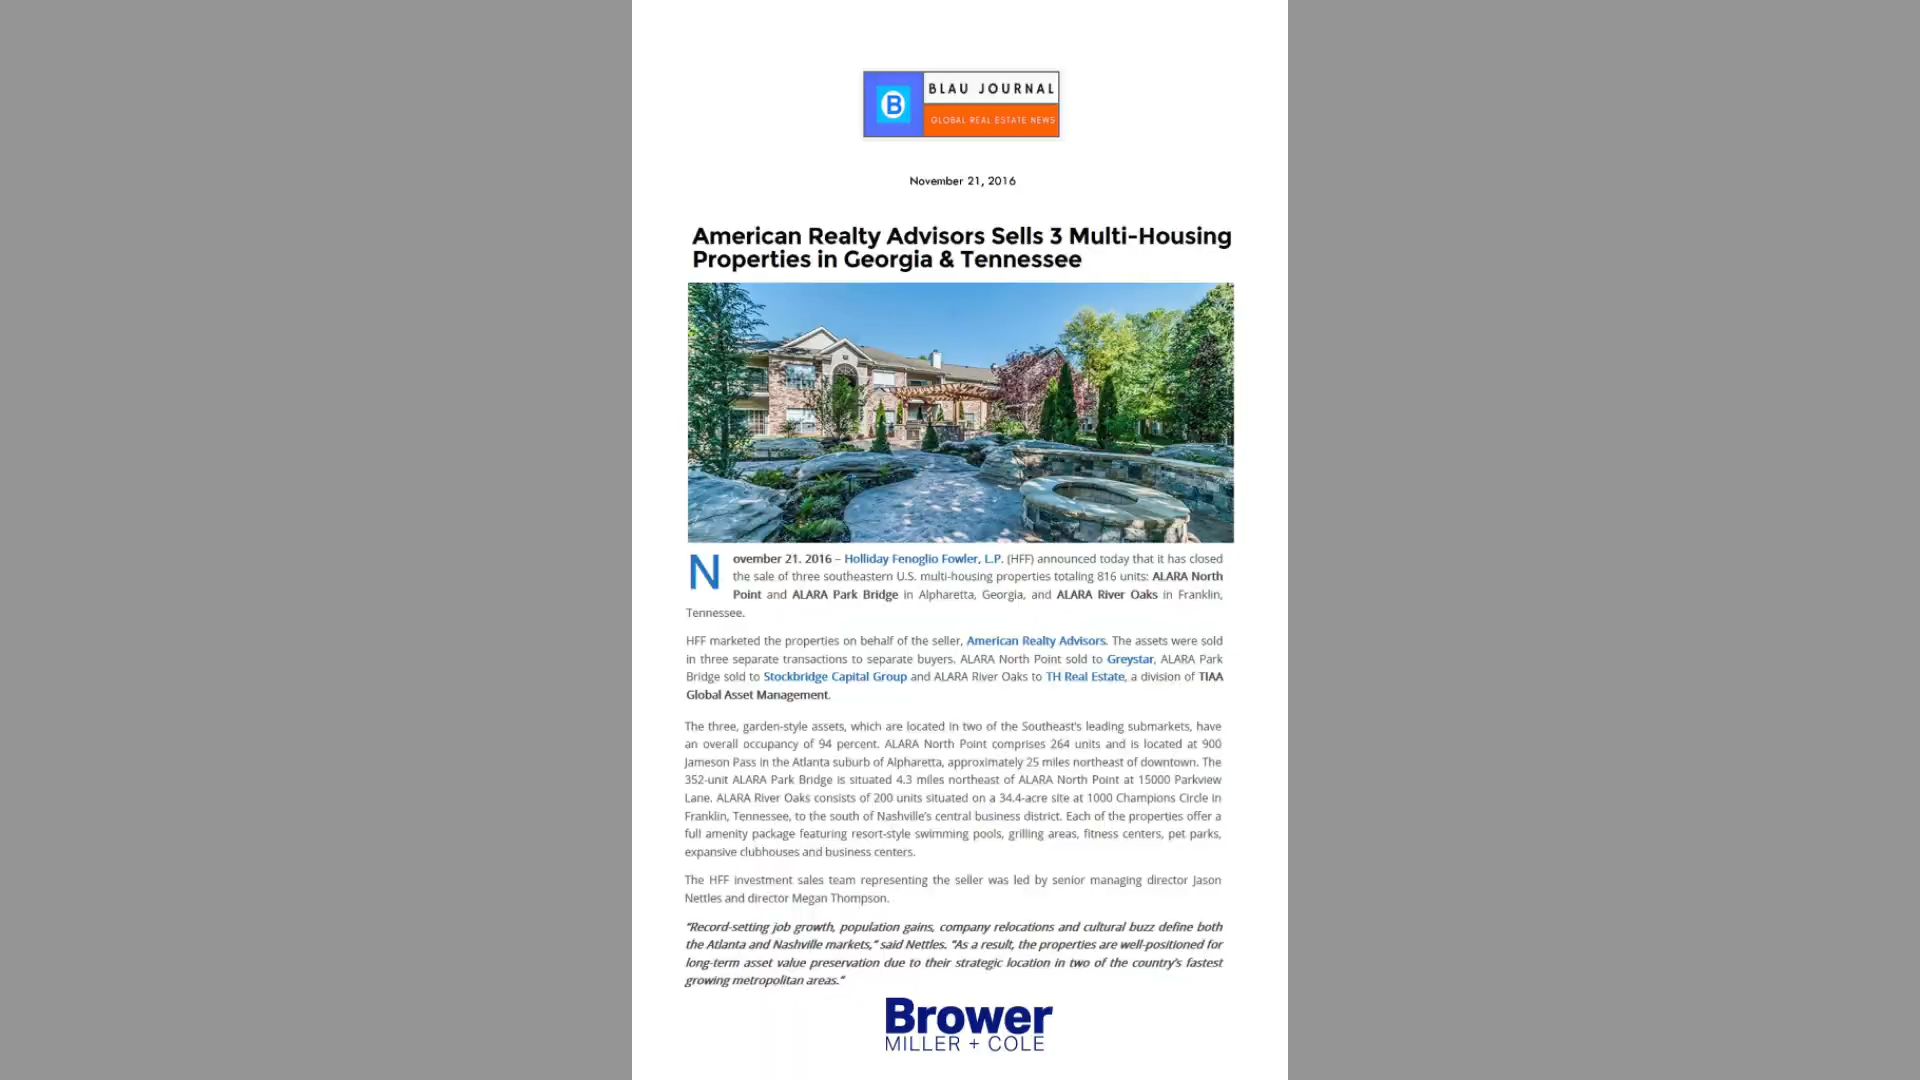 B
BLAU JOURNAL
GLOBAL REAL ESTATE NEWS
November 21, 2016
American Realty Advisors Sells 3 Multi-Housing
Properties in Georgia & Tennessee
November 21. 2016 – Holliday Fenoglio Fowler, L.P. (HFF) announced today that it has closed
the sale of three southeastern U.S. multi-housing properties totaling 816 units: ALARA North
Point and ALARA Park Bridge in Alpharetta, Georgia, and ALARA River Oaks in Franklin,
Tennessee.
HFF marketed the properties on behalf of the seller, American Realty Advisors. The assets were sold
in three separate transactions to separate buyers. ALARA North Point sold to Greystar, ALARA Park
Bridge sold to Stockbridge Capital Group and ALARA River Oaks to TH Real Estate, a division of TIAA
Global Asset Management.
The three, garden-style assets, which are located in two of the Southeast's leading submarkets, have
an overall occupancy of 94 percent. ALARA North Point comprises 264 units and is located at 900
Jameson Pass in the Atlanta suburb of Alpharetta, approximately 25 miles northeast of downtown. The
352-unit ALARA Park Bridge is situated 4.3 miles northeast of ALARA North Point at 15000 Parkview
Lane. ALARA River Oaks consists of 200 units situated on a 34.4-acre site at 1000 Champions Circle in
Franklin, Tennessee, to the south of Nashville's central business district. Each of the properties offer a
full amenity package featuring resort-style swimming pools, grilling areas, fitness centers, pet parks,
expansive clubhouses and business centers.
The HFF investment sales team representing the seller was led by senior managing director Jason
Nettles and director Megan Thompson.
"Record-setting job growth, population gains, company relocations and cultural buzz define both
the Atlanta and Nashville markets," said Nettles. "As a result, the properties are well-positioned for
long-term asset value preservation due to their strategic location in two of the country's fastest
growing metropolitan areas."
Brower
MILLER + COLE